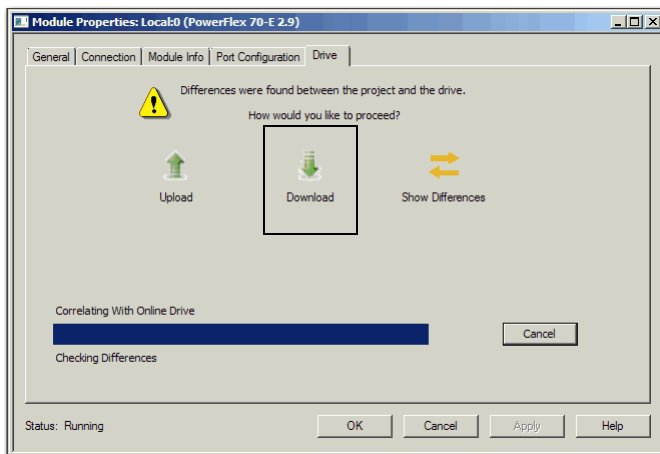 Module Properties: Local:0 (PowerFlex 70-E 2.9)
General Connection Module Info Port Configuration Drive
Differences were found between the project and the drive.
How would you like to proceed?
Upload Download Show Differences
Correlating With Online Drive
Cancel
Checking Differences
Status: Running OK Cancel Apply Help